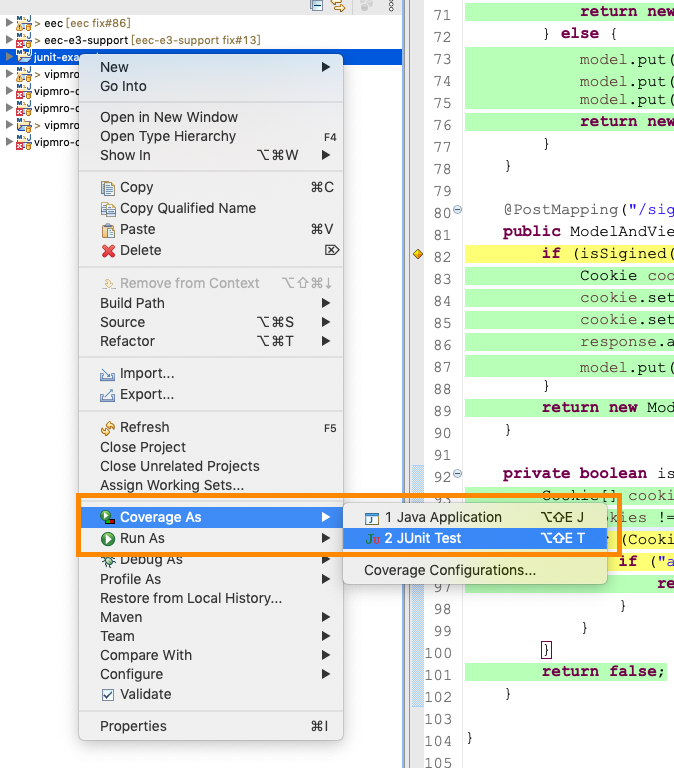 > eec [eec fix#86]
> eec-e3-support [eec-e3-support fix#13]
junit-exa
> vipmro
vipmro-
vipmro-
> vipmro
vipmro-
New
Go Into
Open in New Window
Open Type Hierarchy F4
Show In ⌥⌘W
Copy ⌘C
Copy Qualified Name
Paste ⌘V
Delete ⌦
Remove from Context ⌥⇧⌘↓
Build Path
Source ⌥⌘S
Refactor ⌥⌘T
Import...
Export...
Refresh F5
Close Project
Close Unrelated Projects
Assign Working Sets...
Coverage As
Run As
Debug As
Profile As
Restore from Local History...
Maven
Team
Compare With
Configure
Validate
Properties ⌘I
1 Java Application ⌥⇧E J
Ju 2 JUnit Test ⌥⇧E T
Coverage Configurations...
71 return new
72 } else {
73 model.put(
74 model.put(
75 model.put(
76 return new
77 }
78 }
79
80 @PostMapping("/sig
81 public ModelAndVie
82 if (isSigined(
83 Cookie coo
84 cookie.set
85 cookie.set
86 response.a
87 model.put(
88 }
89 return new Mod
90 }
91
92 private boolean is
93 Cookie[] cooki
kies !=
(Cooki
if ("a
97 re
98 }
99 }
100 }
101 return false;
102 }
103
104 }
105